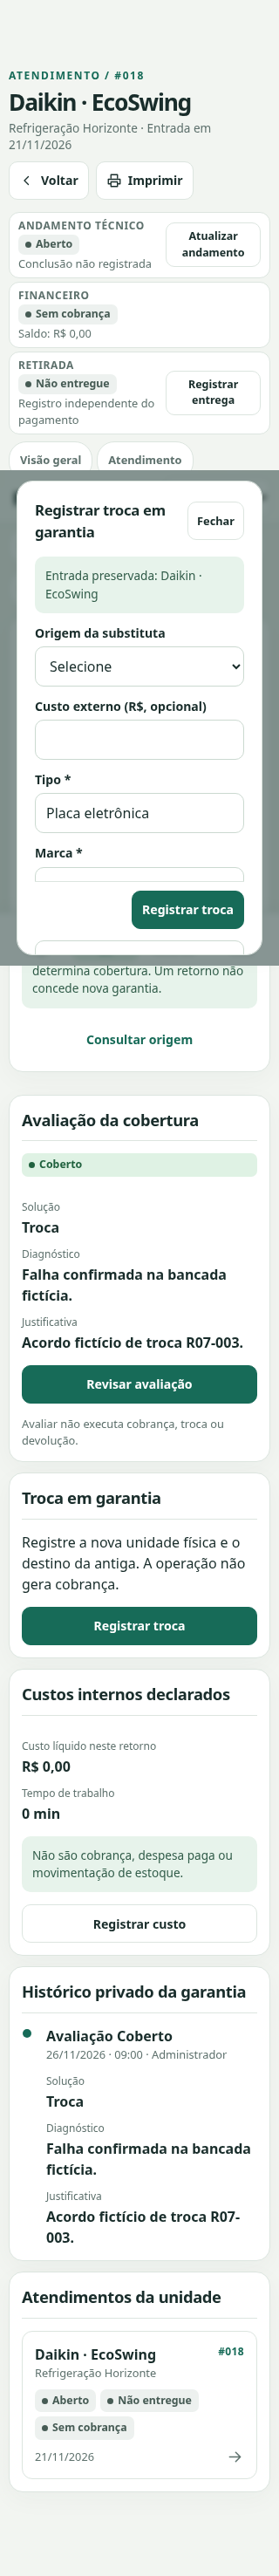 ATENDIMENTO / #018
Daikin · EcoSwing
Refrigeração Horizonte · Entrada em
21/11/2026
Voltar
Imprimir
ANDAMENTO TÉCNICO
Aberto
Conclusão não registrada
Atualizar
andamento
FINANCEIRO
Sem cobrança
Saldo: R$ 0,00
RETIRADA
Não entregue
Registro independente do
pagamento
Registrar
entrega
Visão geral
Atendimento
Registrar troca em
garantia
Fechar
Entrada preservada: Daikin ·
EcoSwing
Origem da substituta
Selecione
Custo externo (R$, opcional)
Tipo *
Placa eletrônica
Marca *
Registrar troca
determina cobertura. Um retorno não
concede nova garantia.
Consultar origem
Avaliação da cobertura
Coberto
Solução
Troca
Diagnóstico
Falha confirmada na bancada
fictícia.
Justificativa
Acordo fictício de troca R07-003.
Revisar avaliação
Avaliar não executa cobrança, troca ou
devolução.
Troca em garantia
Registre a nova unidade física e o
destino da antiga. A operação não
gera cobrança.
Registrar troca
Custos internos declarados
Custo líquido neste retorno
R$ 0,00
Tempo de trabalho
0 min
Não são cobrança, despesa paga ou
movimentação de estoque.
Registrar custo
Histórico privado da garantia
Avaliação Coberto
26/11/2026 · 09:00 · Administrador
Solução
Troca
Diagnóstico
Falha confirmada na bancada
fictícia.
Justificativa
Acordo fictício de troca R07-
003.
Atendimentos da unidade
Daikin · EcoSwing
#018
Refrigeração Horizonte
Aberto
Não entregue
Sem cobrança
21/11/2026